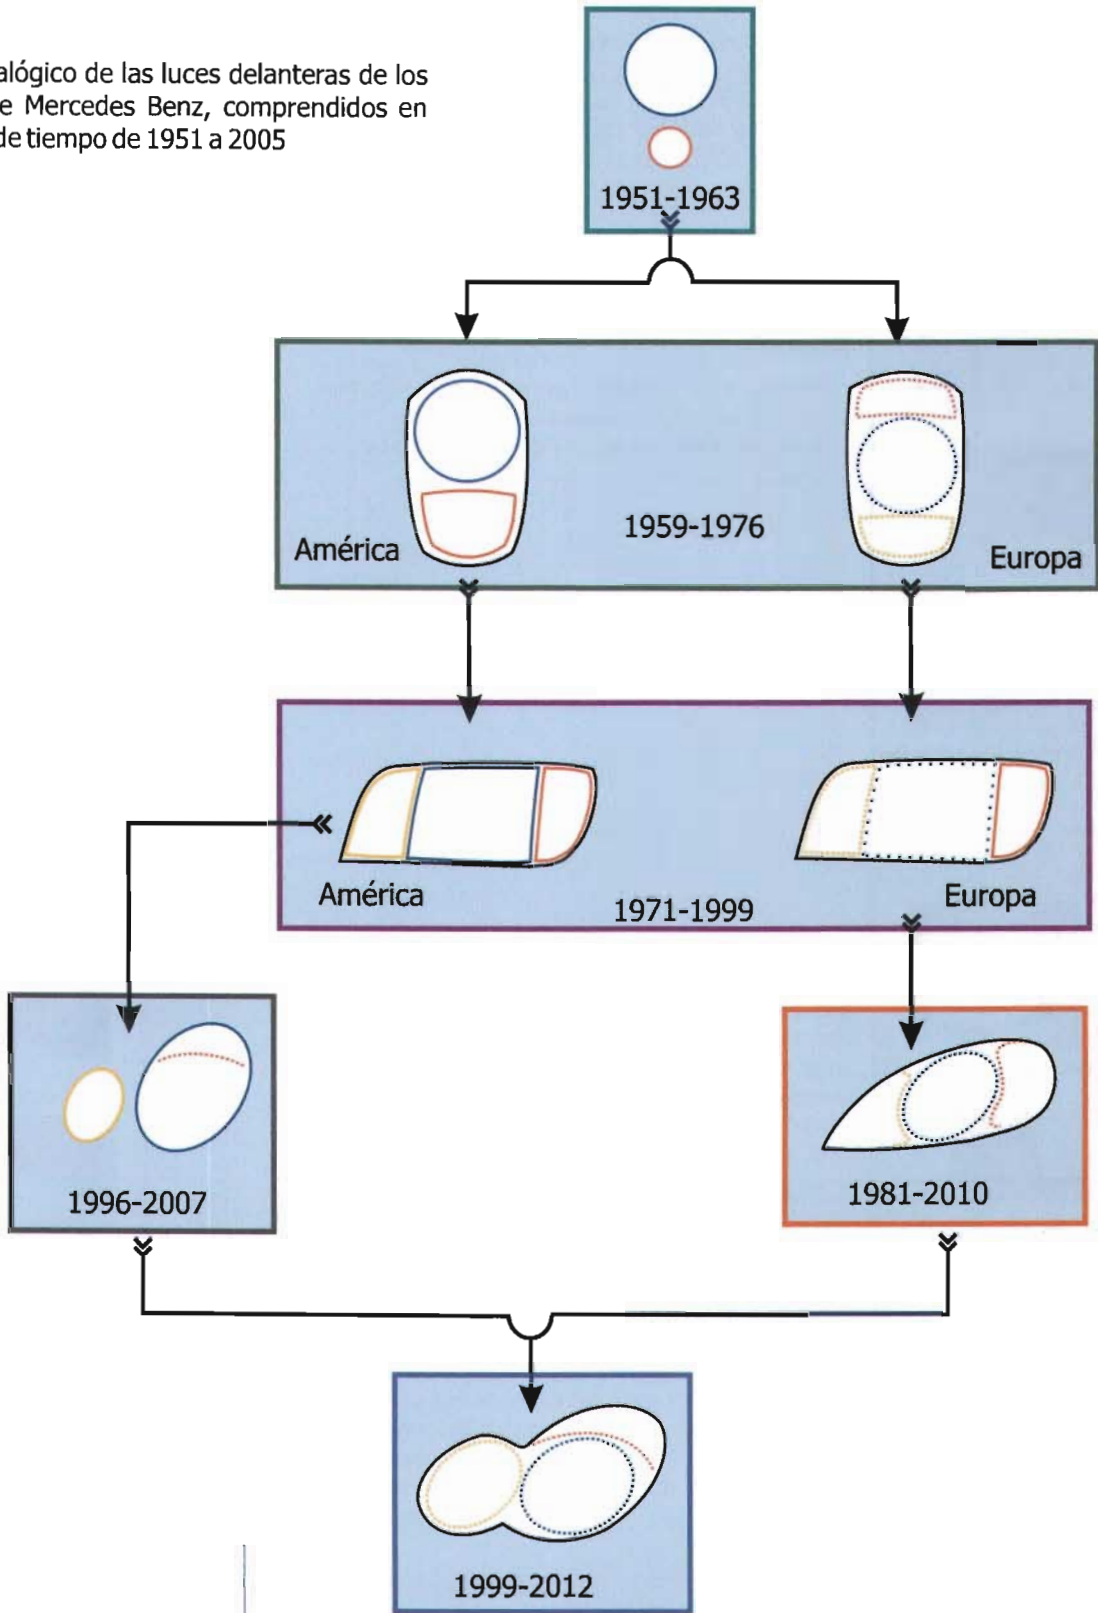 alógico de las luces delanteras de los
e Mercedes Benz, comprendidos en
de tiempo de 1951 a 2005
1951-1963
1959-1976
América
Europa
América
1971-1999
Europa
1996-2007
1981-2010
1999-2012